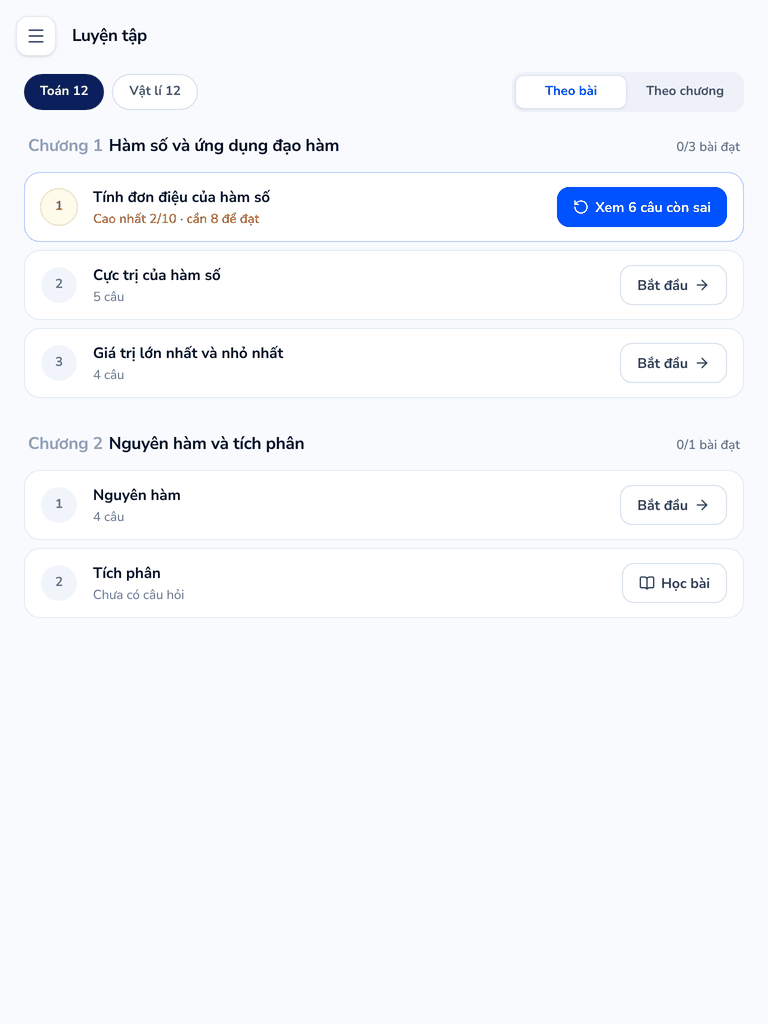 Luyện tập
Toán 12
Vật lí 12
Theo bài
Theo chương
Chương 1 Hàm số và ứng dụng đạo hàm
0/3 bài đạt
1
Tính đơn điệu của hàm số
Cao nhất 2/10 · cần 8 để đạt
Xem 6 câu còn sai
2
Cực trị của hàm số
5 câu
Bắt đầu
3
Giá trị lớn nhất và nhỏ nhất
4 câu
Bắt đầu
Chương 2 Nguyên hàm và tích phân
0/1 bài đạt
1
Nguyên hàm
4 câu
Bắt đầu
2
Tích phân
Chưa có câu hỏi
Học bài